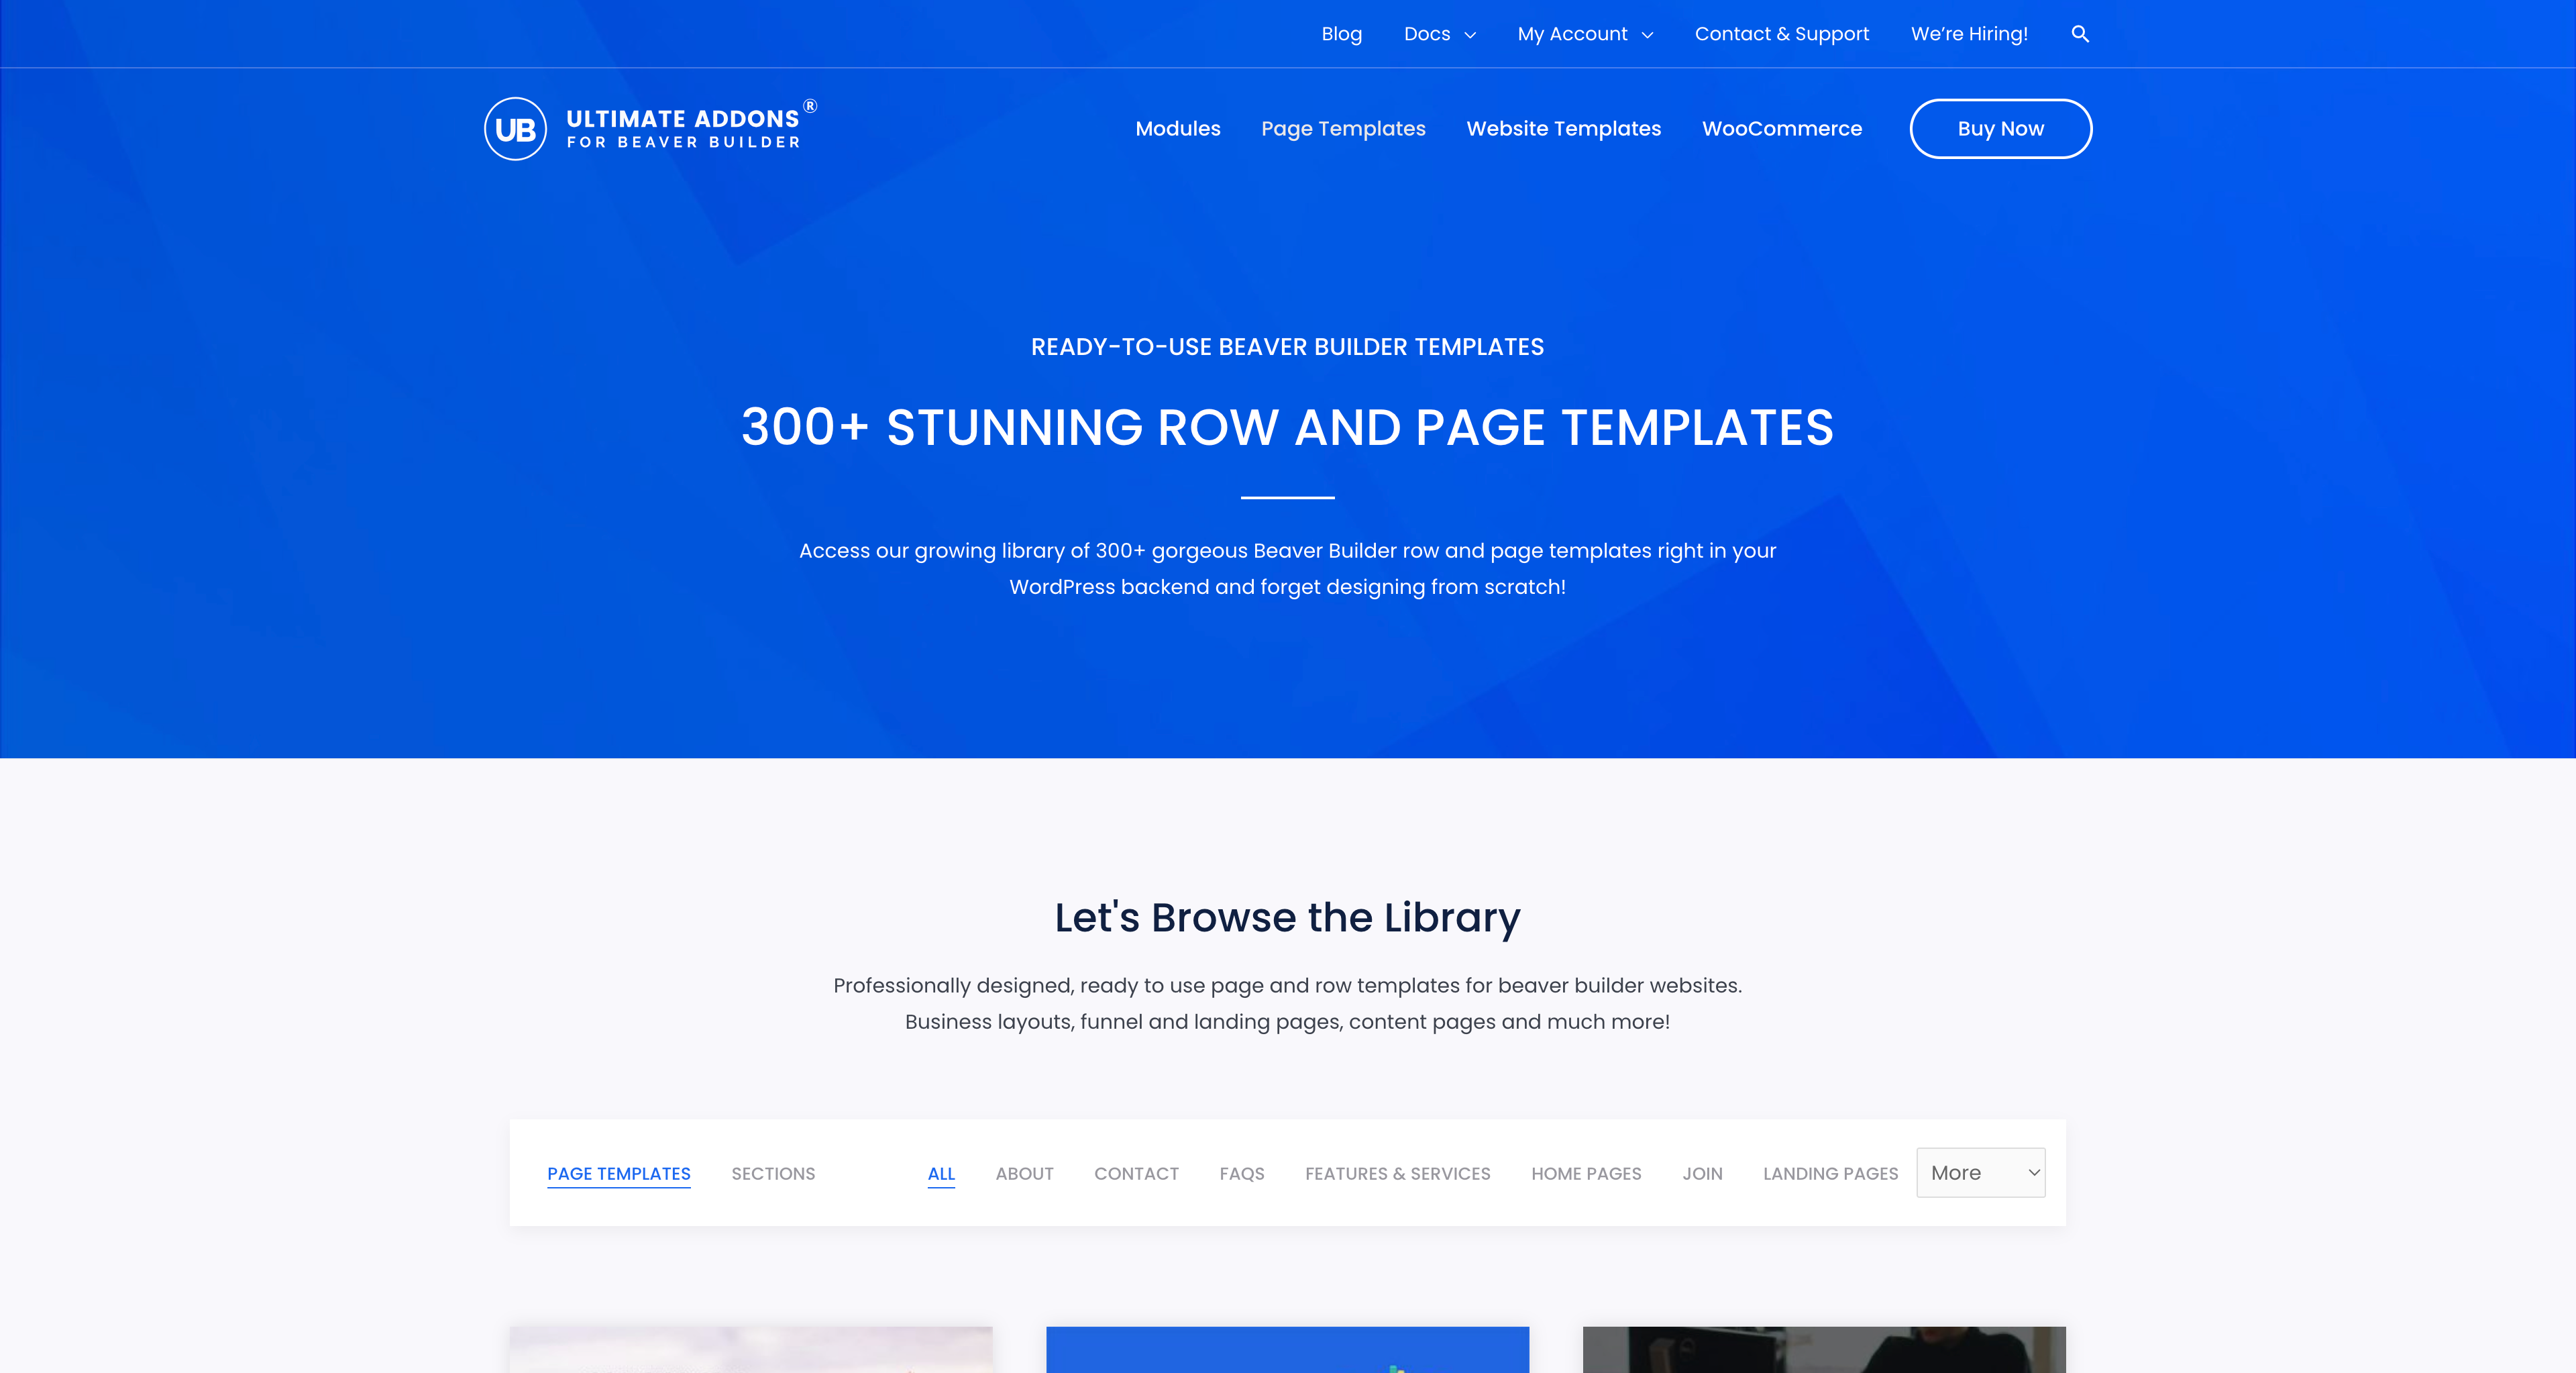 Blog Docs My Account Contact & Support We're Hiring!
UB ULTIMATE ADDONS®
FOR BEAVER BUILDER
Modules Page Templates Website Templates WooCommerce Buy Now
READY-TO-USE BEAVER BUILDER TEMPLATES
300+ STUNNING ROW AND PAGE TEMPLATES
Access our growing library of 300+ gorgeous Beaver Builder row and page templates right in your
WordPress backend and forget designing from scratch!
Let's Browse the Library
Professionally designed, ready to use page and row templates for beaver builder websites.
Business layouts, funnel and landing pages, content pages and much more!
PAGE TEMPLATES SECTIONS ALL ABOUT CONTACT FAQS FEATURES & SERVICES HOME PAGES JOIN LANDING PAGES More